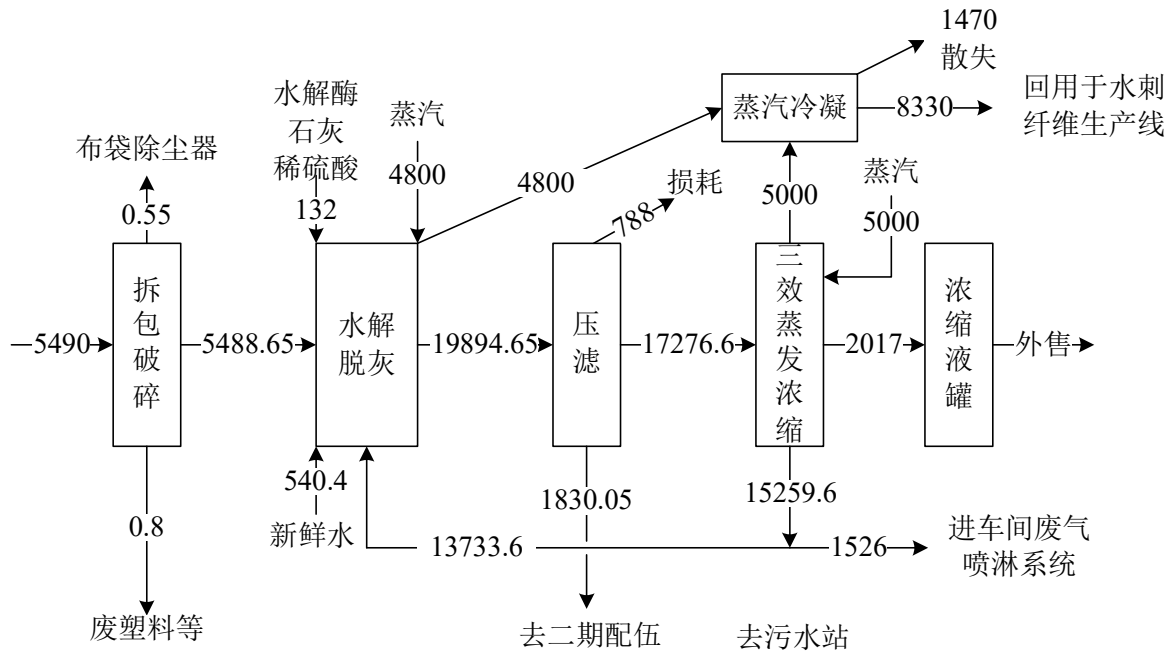 1470
散失
水解酶
石灰
稀硫酸
蒸汽
蒸汽冷凝
8330
回用于水刺
纤维生产线
布袋除尘器
4800
4800
损耗
5000
蒸汽
5000
0.55
132
788
拆包破碎
水解
脱灰
压滤
三效蒸发浓缩
浓缩液罐
5490
5488.65
19894.65
17276.6
2017
外售
540.4
新鲜水
1830.05
15259.6
0.8
13733.6
1526
进车间废气
喷淋系统
废塑料等
去二期配伍
去污水站